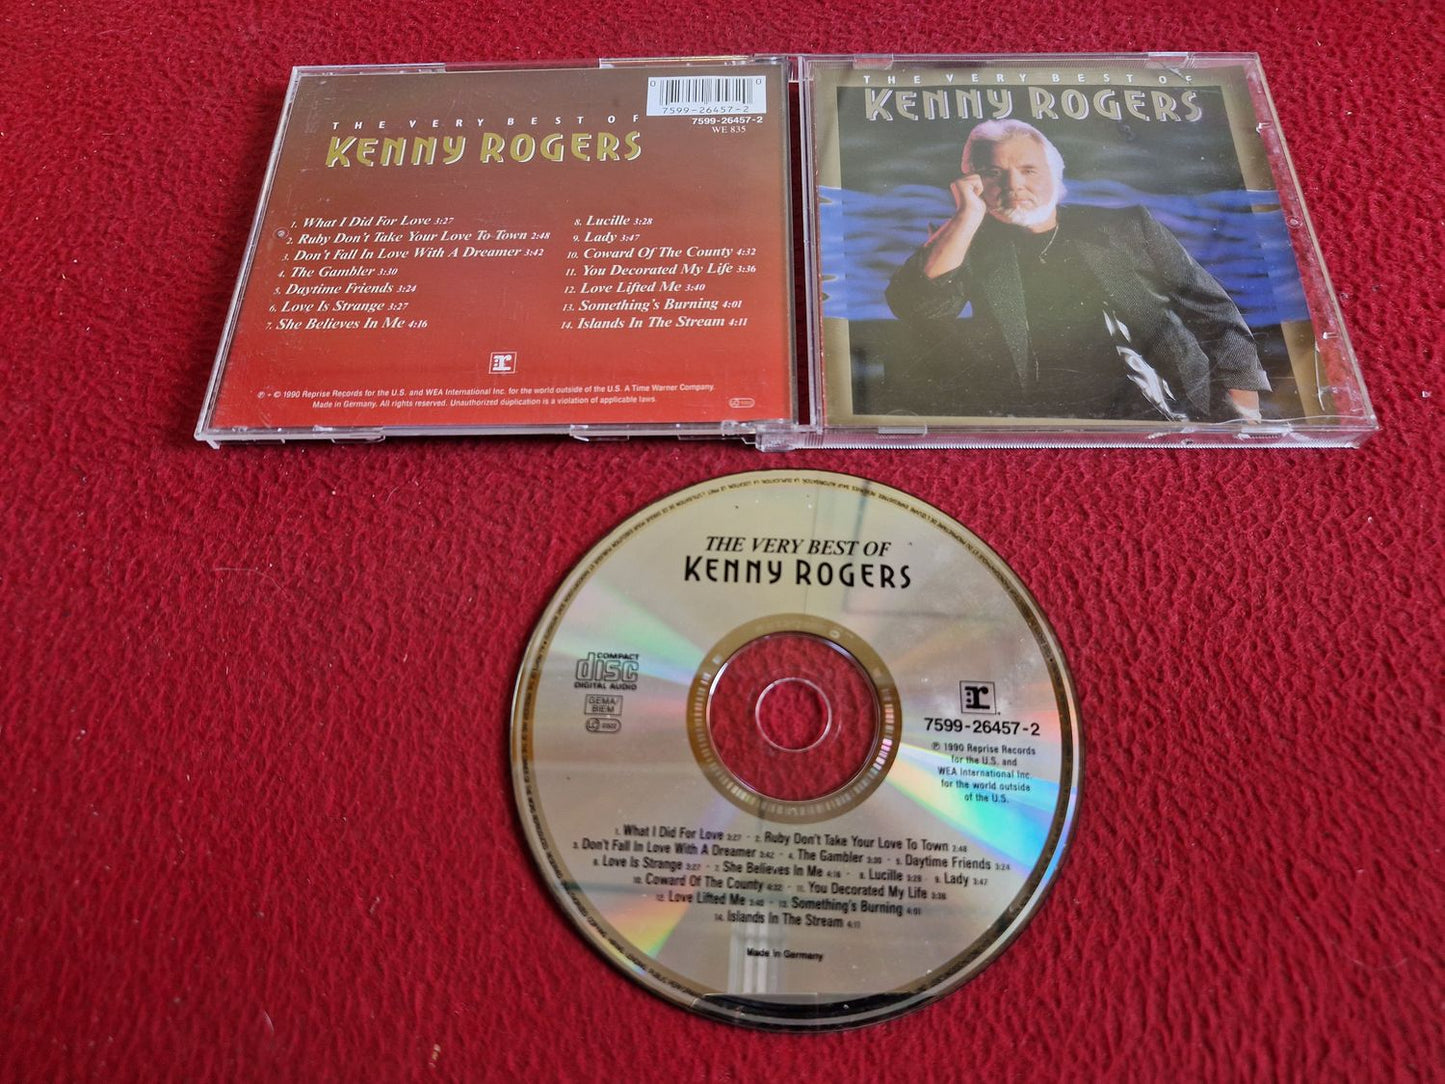 0 0
7599-26457-2
7599-26457-2
WE 835
THE VERY BEST OF
KENNY ROGERS
1. What I Did For Love 3:27
2. Ruby Don't Take Your Love To Town 2:48
3. Don't Fall In Love With A Dreamer 3:42
4. The Gambler 3:30
5. Daytime Friends 3:24
6. Love Is Strange 3:27
7. She Believes In Me 4:16
8. Lucille 3:28
9. Lady 3:47
10. Coward Of The County 4:32
11. You Decorated My Life 3:36
12. Love Lifted Me 3:40
13. Something's Burning 4:01
14. Islands In The Stream 4:11
r
℗ + © 1990 Reprise Records for the U.S. and WEA International Inc. for the world outside of the U.S. A Time Warner Company.
Made in Germany. All rights reserved. Unauthorized duplication is a violation of applicable laws.
THE VERY BEST OF
KENNY ROGERS
THE VERY BEST OF
KENNY ROGERS
COMPACT
disc
DIGITAL AUDIO
GEMA/
BIEM
r
7599-26457-2
℗ 1990 Reprise Records
for the U.S. and
WEA International Inc.
for the world outside
of the U.S.
1. What I Did For Love 3:27 - 2. Ruby Don't Take Your Love To Town 2:48
3. Don't Fall In Love With A Dreamer 3:42 - 4. The Gambler 3:30 - 5. Daytime Friends 3:24
6. Love Is Strange 3:27 - 7. She Believes In Me 4:16 - 8. Lucille 3:28 - 9. Lady 3:47
10. Coward Of The County 4:32 - 11. You Decorated My Life 3:36
12. Love Lifted Me 3:40 - 13. Something's Burning 4:01
14. Islands In The Stream 4:11
Made in Germany